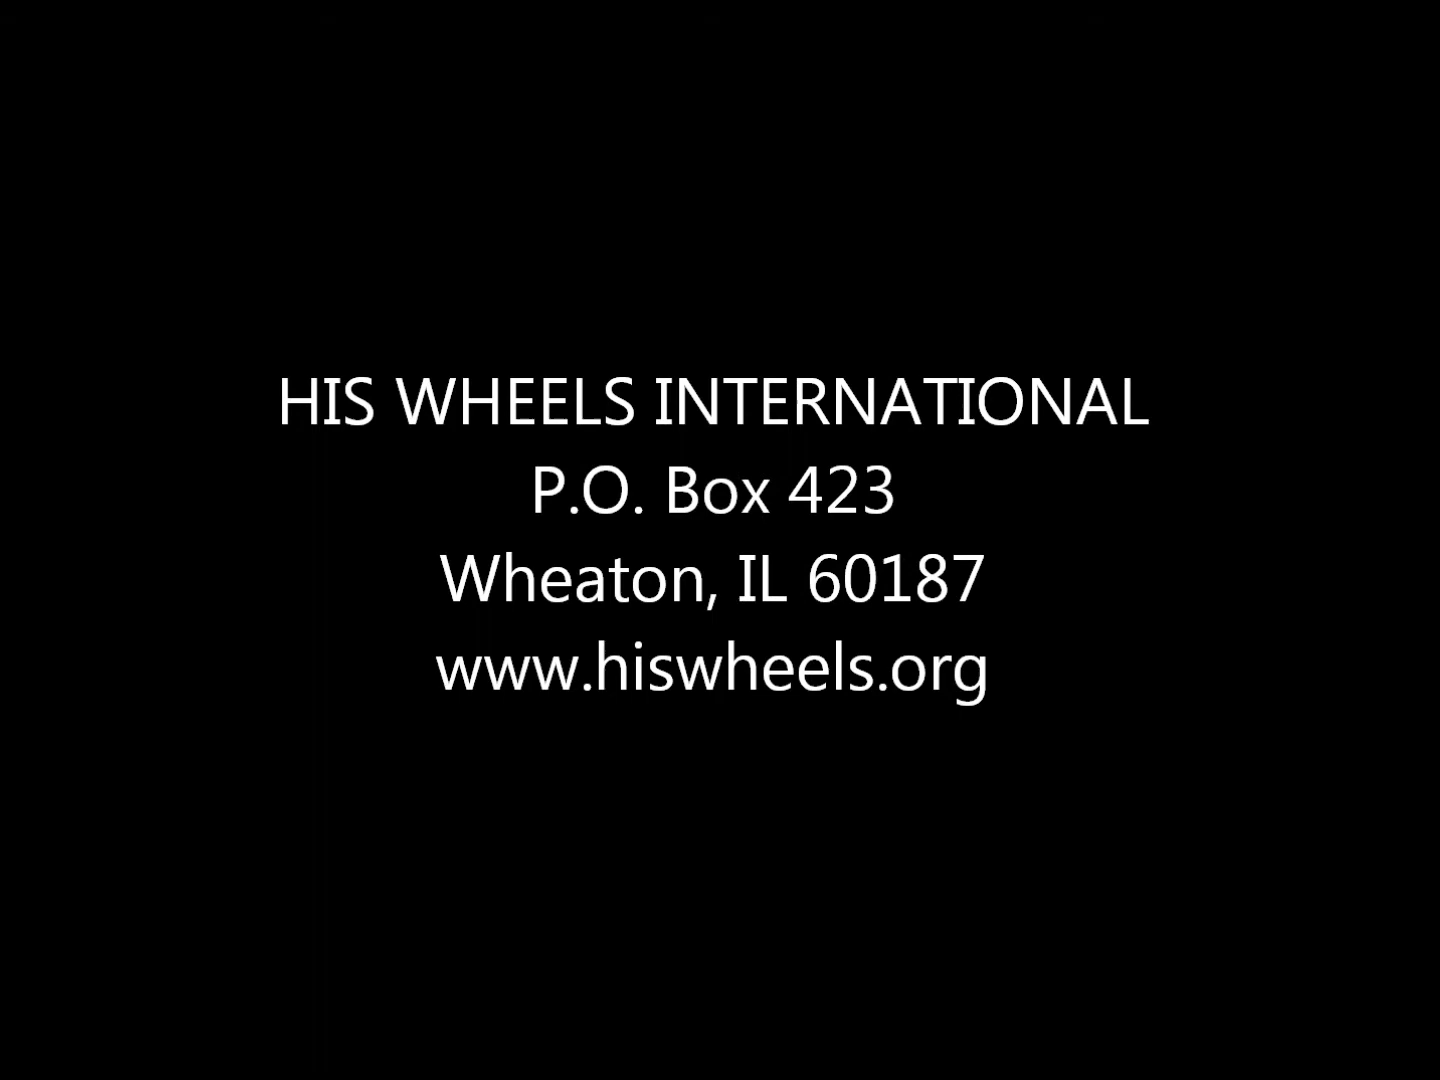 HIS WHEELS INTERNATIONAL
P.O. Box 423
Wheaton, IL 60187
www.hiswheels.org